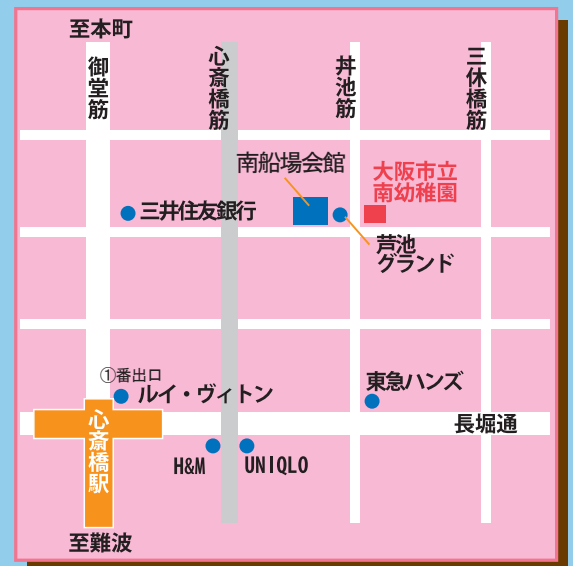 至本町
御堂筋
心斎橋筋
丼池筋
三休橋筋
南船場会館
大阪市立
南幼稚園
三井住友銀行
芦池
グランド
①番出口
ルイ・ヴィトン
東急ハンズ
長堀通
心斎橋駅
H&M
UNIQLO
至難波